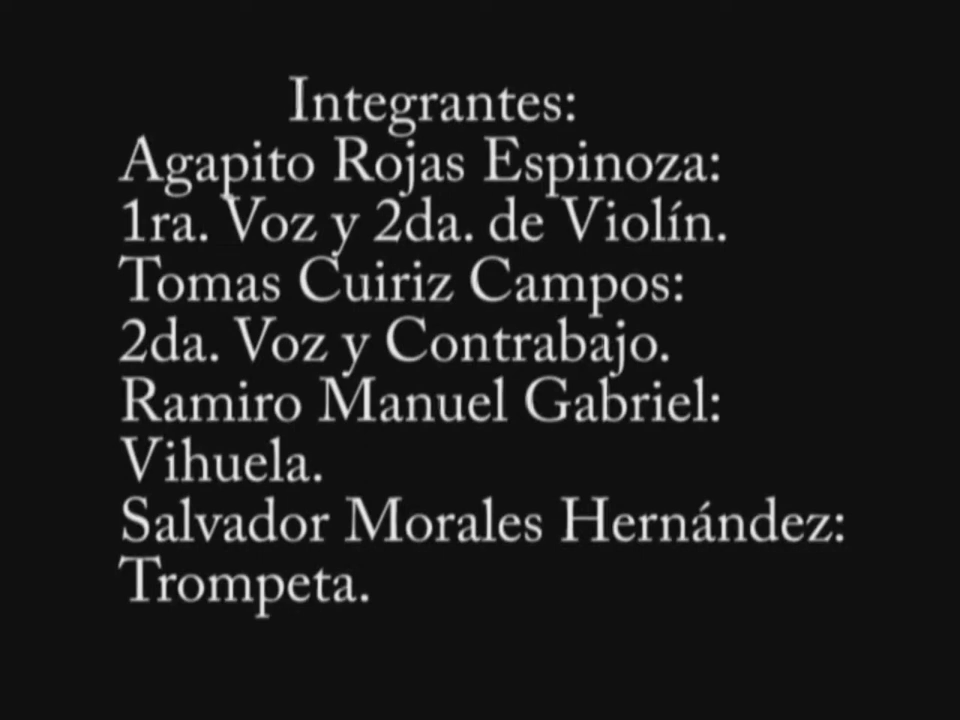 Integrantes:
Agapito Rojas Espinoza:
1ra. Voz y 2da. de Violín.
Tomas Cuiriz Campos:
2da. Voz y Contrabajo.
Ramiro Manuel Gabriel:
Vihuela.
Salvador Morales Hernández:
Trompeta.